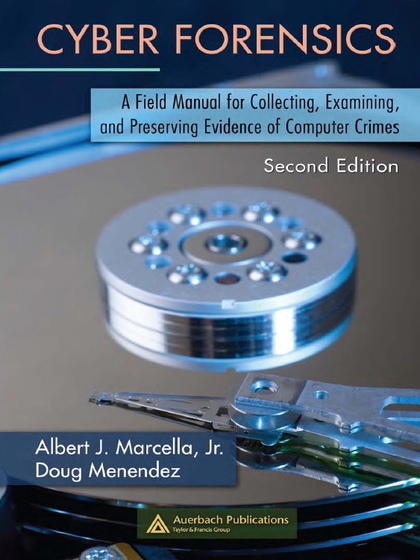 CYBER FORENSICS
A Field Manual for Collecting, Examining,
and Preserving Evidence of Computer Crimes
Second Edition
Albert J. Marcella, Jr.
Doug Menendez
Auerbach Publications
Taylor & Francis Group